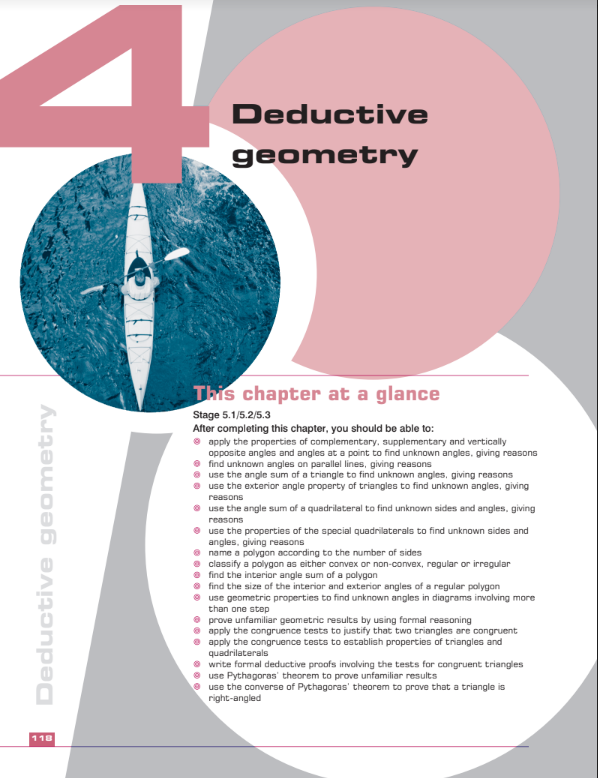 4
Deductive
geometry
This chapter at a glance
Stage 5.1/5.2/5.3
After completing this chapter, you should be able to:
apply the properties of complementary, supplementary and vertically
opposite angles and angles at a point to find unknown angles, giving reasons
find unknown angles on parallel lines, giving reasons
use the angle sum of a triangle to find unknown angles, giving reasons
use the exterior angle property of triangles to find unknown angles, giving
reasons
use the angle sum of a quadrilateral to find unknown sides and angles, giving
reasons
use the properties of the special quadrilaterals to find unknown sides and
angles, giving reasons
name a polygon according to the number of sides
classify a polygon as either convex or non-convex, regular or irregular
find the interior angle sum of a polygon
find the size of the interior and exterior angles of a regular polygon
use geometric properties to find unknown angles in diagrams involving more
than one step
prove unfamiliar geometric results by using formal reasoning
apply the congruence tests to justify that two triangles are congruent
apply the congruence tests to establish properties of triangles and
quadrilaterals
write formal deductive proofs involving the tests for congruent triangles
use Pythagoras' theorem to prove unfamiliar results
use the converse of Pythagoras' theorem to prove that a triangle is
right-angled
Deductive geometry
118